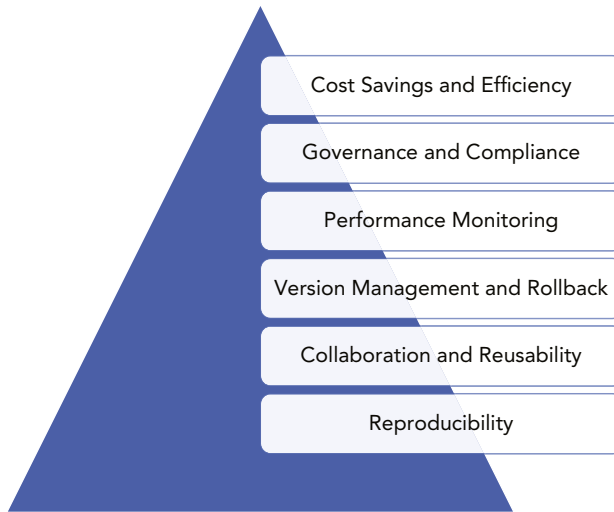 Cost Savings and Efficiency
Governance and Compliance
Performance Monitoring
Version Management and Rollback
Collaboration and Reusability
Reproducibility